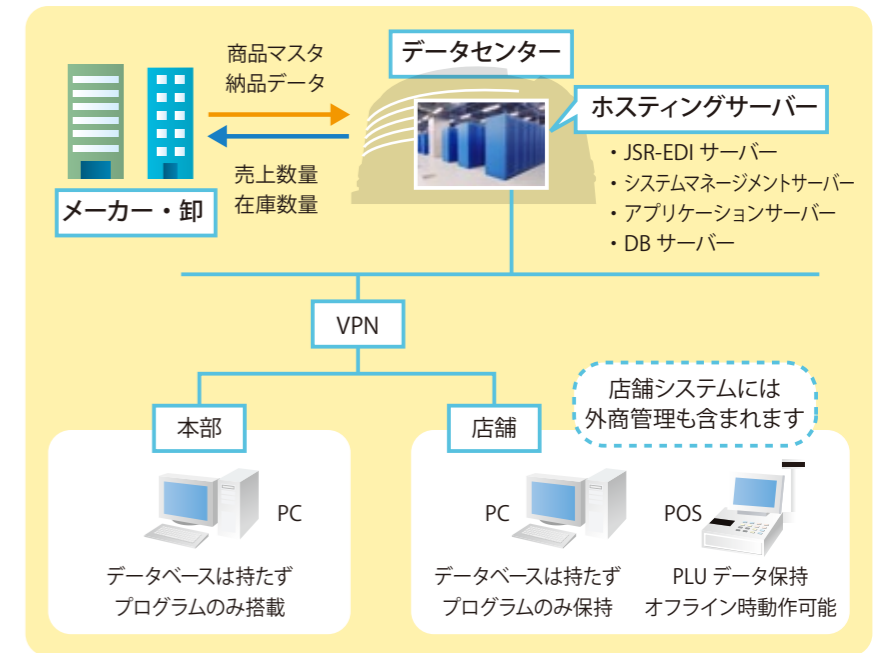 商品マスタ
納品データ
データセンター
ホスティングサーバー
・JSR-EDI サーバー
・システムマネージメントサーバー
・アプリケーションサーバー
・DB サーバー
売上数量
在庫数量
メーカー・卸
VPN
店舗システムには
外商管理も含まれます
本部
店舗
PC
PC
POS
データベースは持たず
プログラムのみ搭載
データベースは持たず
プログラムのみ保持
PLU データ保持
オフライン時動作可能